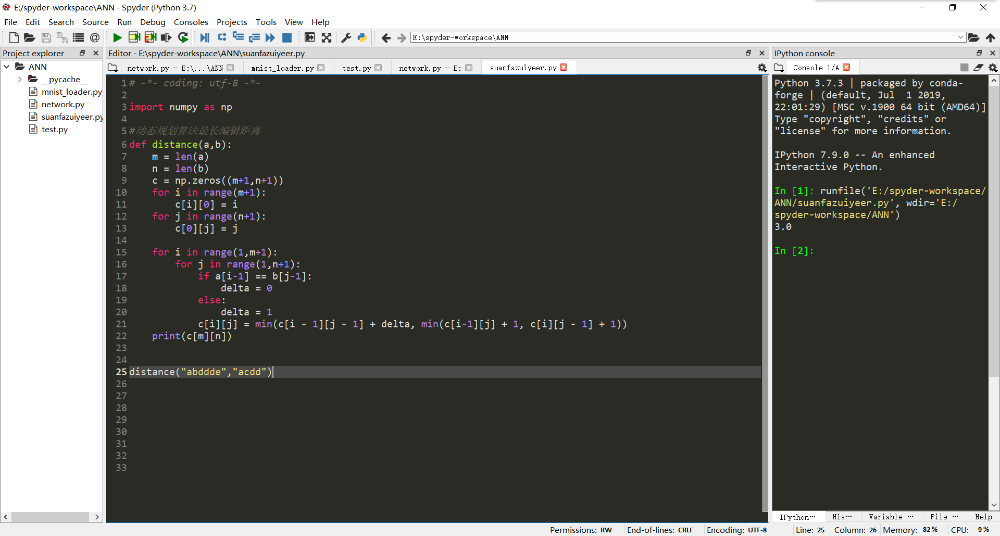 E:/spyder-workspace\ANN - Spyder (Python 3.7)
File Edit Search Source Run Debug Consoles Projects Tools View Help
E:\spyder-workspace\ANN
Project explorer
ANN
__pycache__
mnist_loader.py
network.py
suanfazuiyeer.py
test.py
Editor - E:\spyder-workspace\ANN\suanfazuiyeer.py
network.py - E:\...\ANN mnist_loader.py test.py network.py - E: suanfazuiyeer.py
1 # -*- coding: utf-8 -*-
2
3 import numpy as np
4
5 #动态规划算法最长编辑距离
6 def distance(a,b):
7     m = len(a)
8     n = len(b)
9     c = np.zeros((m+1,n+1))
10     for i in range(m+1):
11         c[i][0] = i
12     for j in range(n+1):
13         c[0][j] = j
14
15     for i in range(1,m+1):
16         for j in range(1,n+1):
17             if a[i-1] == b[j-1]:
18                 delta = 0
19             else:
20                 delta = 1
21             c[i][j] = min(c[i - 1][j - 1] + delta, min(c[i-1][j] + 1, c[i][j - 1] + 1))
22     print(c[m][n])
23
24
25 distance("abddde","acdd")
26
27
28
29
30
31
32
33
IPython console
Console 1/A
Python 3.7.3 | packaged by conda-
forge | (default, Jul  1 2019,
22:01:29) [MSC v.1900 64 bit (AMD64)]
Type "copyright", "credits" or
"license" for more information.
IPython 7.9.0 -- An enhanced
Interactive Python.
In [1]: runfile('E:/spyder-workspace/
ANN/suanfazuiyeer.py', wdir='E:/
spyder-workspace/ANN')
3.0
In [2]:
IPython… His… Variable … File … Help
Permissions: RW End-of-lines: CRLF Encoding: UTF-8 Line: 25 Column: 26 Memory: 82 % CPU: 9 %